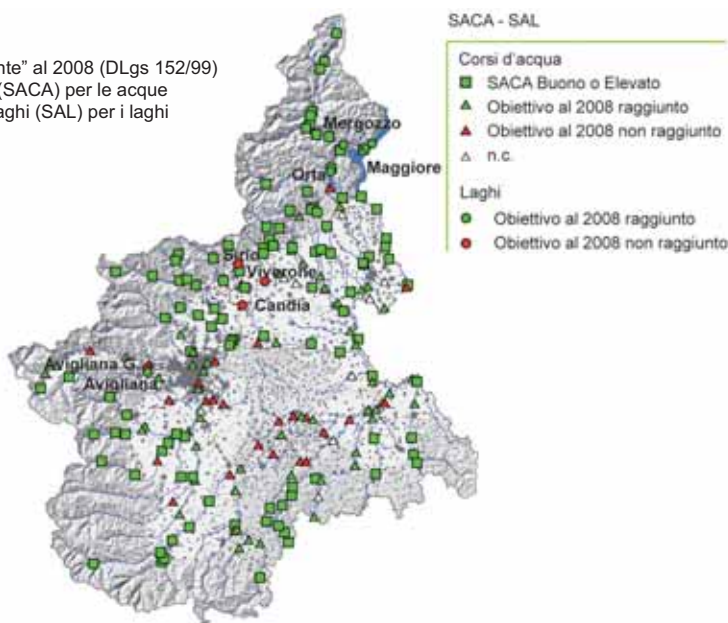 nte” al 2008 (DLgs 152/99)
(SACA) per le acque
aghi (SAL) per i laghi
SACA - SAL
Corsi d'acqua
SACA Buono o Elevato
Obiettivo al 2008 raggiunto
Obiettivo al 2008 non raggiunto
n.c.
Laghi
Obiettivo al 2008 raggiunto
Obiettivo al 2008 non raggiunto
Mergozzo
Maggiore
Orta
Sirio
Viverone
Candia
Avigliana G.
Avigliana